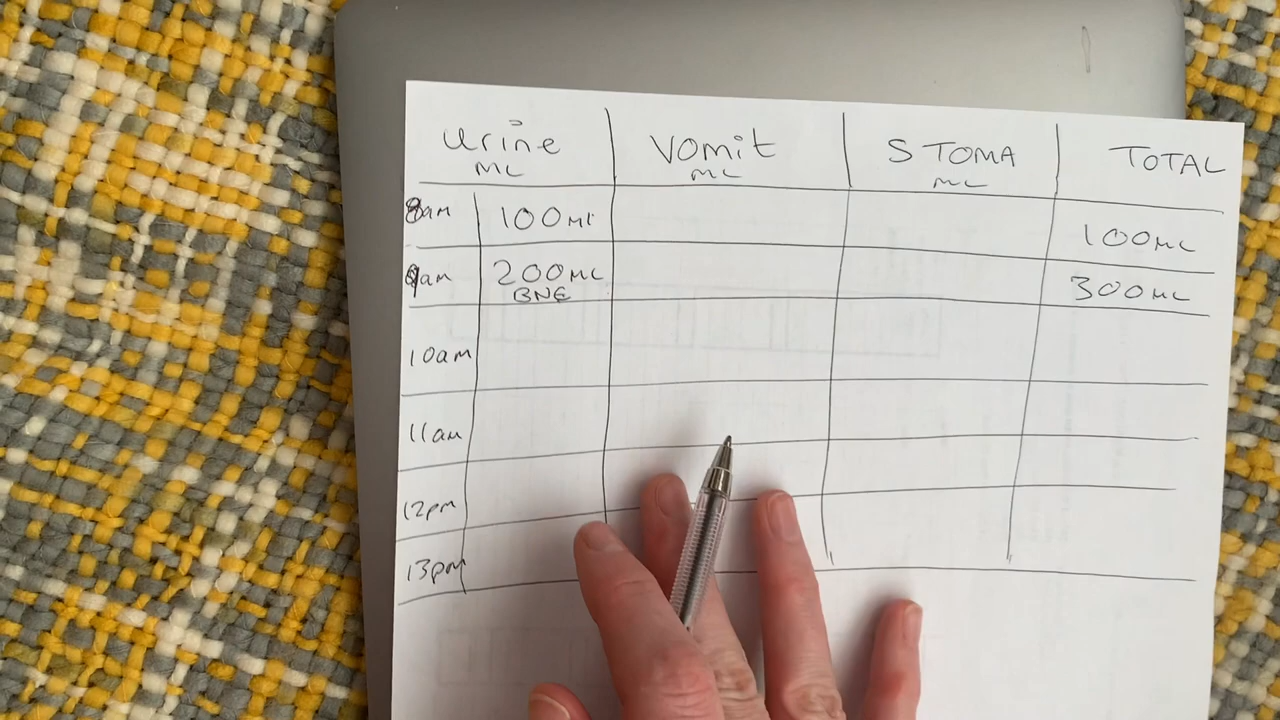 Urine VOMIT STOMA TOTAL
ML ML ML
8am 100ML 100ML
9am 200ML 300ML
BNE
10am
11am
12pm
13pm